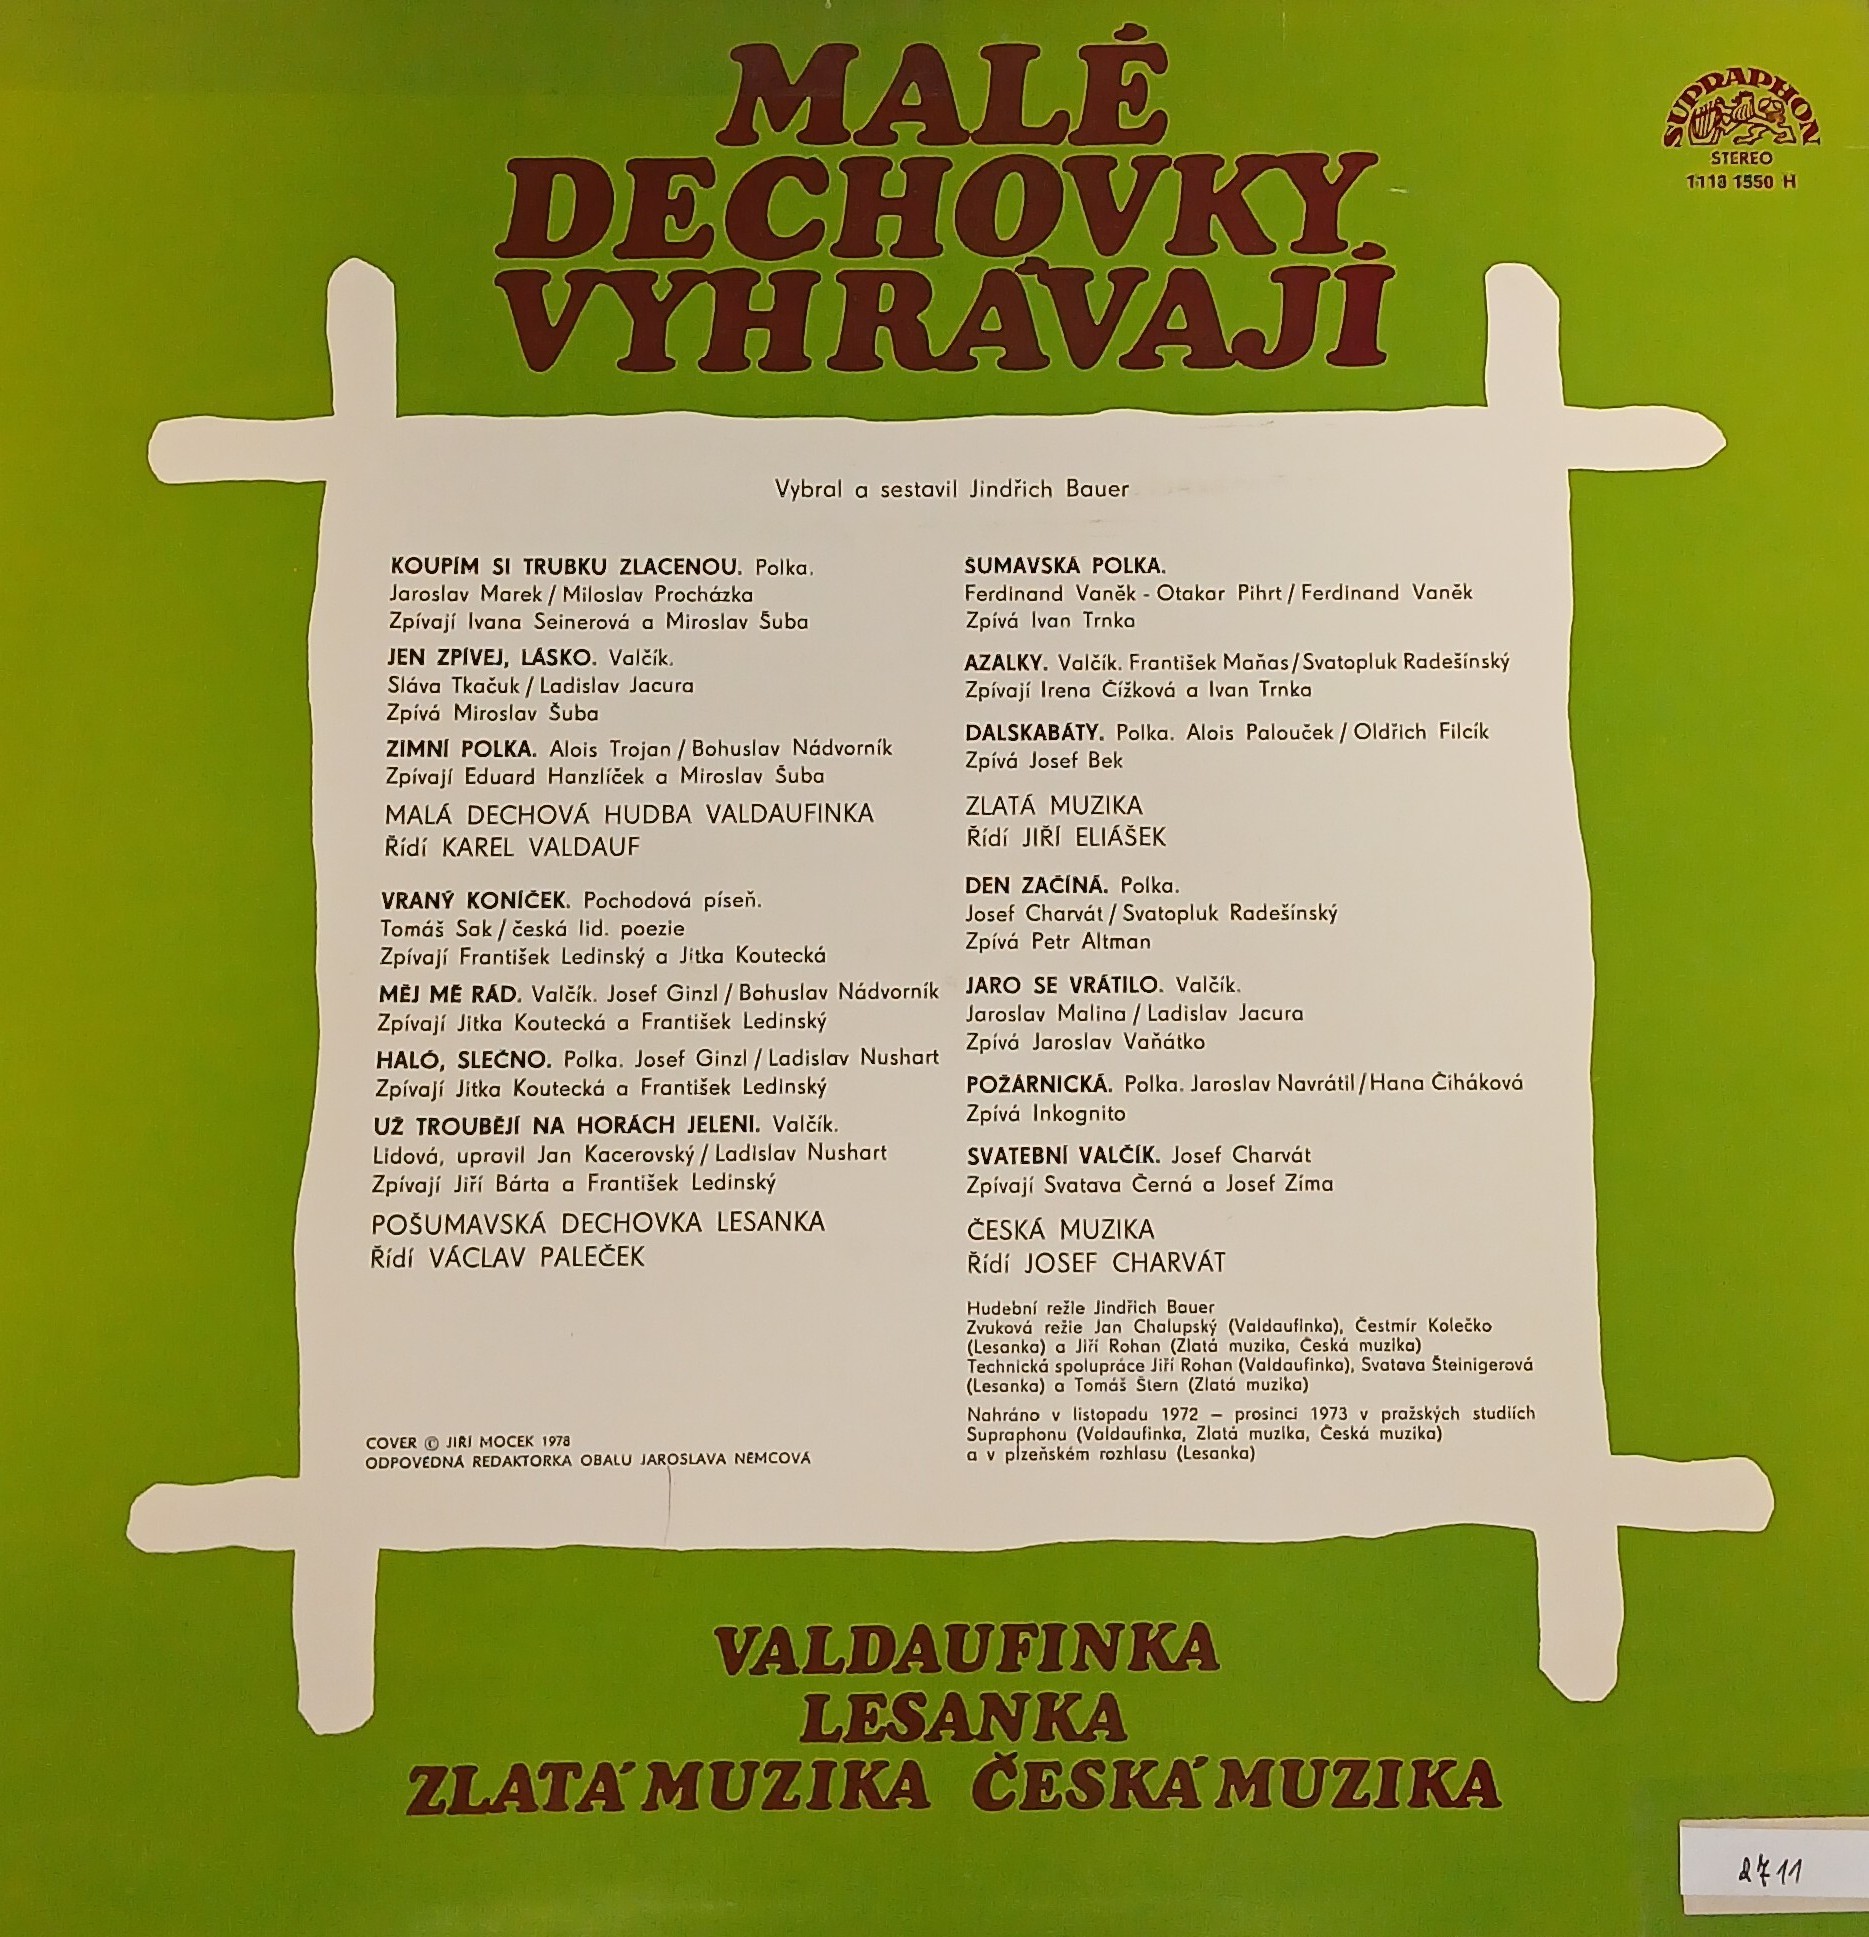 MALÉ
DECHOVKY
VYHRÁVAJÍ
SUPRAPHON
STEREO
1118 1550 H
Vybral a sestavil Jindřich Bauer
KOUPÍM SI TRUBKU ZLACENOU. Polka.
Jaroslav Marek / Miloslav Procházka
Zpívají Ivana Seinerová a Miroslav Šuba
JEN ZPÍVEJ, LÁSKO. Valčík.
Sláva Tkačuk / Ladislav Jacura
Zpívá Miroslav Šuba
ZIMNÍ POLKA. Alois Trojan / Bohuslav Nádvorník
Zpívají Eduard Hanzlíček a Miroslav Šuba
MALÁ DECHOVÁ HUDBA VALDAUFINKA
Řídí KAREL VALDAUF
VRANÝ KONÍČEK. Pochodová píseň.
Tomáš Sak / česká lid. poezie
Zpívají František Ledinský a Jitka Koutecká
MĚJ MĚ RÁD. Valčík. Josef Ginzl / Bohuslav Nádvorník
Zpívají Jitka Koutecká a František Ledinský
HALÓ, SLEČNO. Polka. Josef Ginzl / Ladislav Nushart
Zpívají Jitka Koutecká a František Ledinský
UŽ TROUBĚJÍ NA HORÁCH JELENI. Valčík.
Lidová, upravil Jan Kacerovský / Ladislav Nushart
Zpívají Jiří Bárta a František Ledinský
POŠUMAVSKÁ DECHOVKA LESANKA
Řídí VÁCLAV PALEČEK
COVER © JIŘÍ MOCEK 1978
ODPOVĚDNÁ REDAKTORKA OBALU JAROSLAVA NĚMCOVÁ
ŠUMAVSKÁ POLKA.
Ferdinand Vaněk - Otakar Pihrt / Ferdinand Vaněk
Zpívá Ivan Trnka
AZALKY. Valčík. František Maňas / Svatopluk Radešínský
Zpívají Irena Čížková a Ivan Trnka
DALSKABÁTY. Polka. Alois Palouček / Oldřich Filcík
Zpívá Josef Bek
ZLATÁ MUZIKA
Řídí JIŘÍ ELIÁŠEK
DEN ZAČÍNÁ. Polka.
Josef Charvát / Svatopluk Radešínský
Zpívá Petr Altman
JARO SE VRÁTILO. Valčík.
Jaroslav Malina / Ladislav Jacura
Zpívá Jaroslav Vaňátko
POŽÁRNICKÁ. Polka. Jaroslav Navrátil / Hana Čiháková
Zpívá Inkognito
SVATEBNÍ VALČÍK. Josef Charvát
Zpívají Svatava Černá a Josef Zíma
ČESKÁ MUZIKA
Řídí JOSEF CHARVÁT
Hudební režie Jindřich Bauer
Zvuková režie Jan Chalupský (Valdaufinka), Čestmír Kolečko
(Lesanka) a Jiří Rohan (Zlatá muzika, Česká muzika)
Technická spolupráce Jiří Rohan (Valdaufinka), Svatava Šteinigerová
(Lesanka) a Tomáš Štern (Zlatá muzika)
Nahráno v listopadu 1972 – prosinci 1973 v pražských studiích
Supraphonu (Valdaufinka, Zlatá muzika, Česká muzika)
a v plzeňském rozhlasu (Lesanka)
VALDAUFINKA
LESANKA
ZLATÁ MUZIKA ČESKÁ MUZIKA
2711